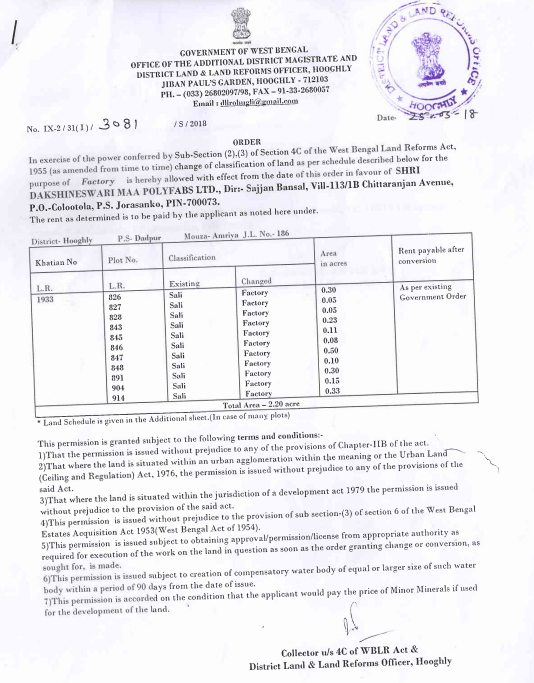 1.
GOVERNMENT OF WEST BENGAL
OFFICE OF THE ADDITIONAL DISTRICT MAGISTRATE AND
DISTRICT LAND & LAND REFORMS OFFICER, HOOGHLY
JIBAN PAUL'S GARDEN, HOOGHLY - 712103
PH. – (033) 2680209798, FAX – 91-33-2680057
Email : dllrohugli@gmail.com
DISTRICT LAND & LAND REFORMS OFFICE
★ HOOGHLY ★
No. IX-2 / 31(1) / 3081 / S / 2018
Date- 25-03-18
ORDER
In exercise of the power conferred by Sub-Section (2).(3) of Section 4C of the West Bengal Land Reforms Act,
1955 (as amended from time to time) change of classification of land as per schedule described below for the
purpose of Factory is hereby allowed with effect from the date of this order in favour of SHRI
DAKSHINESWARI MAA POLYFABS LTD., Dir:- Sajjan Bansal, Vill-113/1B Chittaranjan Avenue,
P.O.-Colootola, P.S. Jorasanko, PIN-700073.
The rent as determined is to be paid by the applicant as noted here under.
District- Hooghly P.S- Dadpur Mouza- Amriya J.L. No.- 186
Khatian No Plot No. Classification Area in acres Rent payable after conversion
L.R. L.R. Existing Changed
1933 826 Sali Factory 0.30 As per existing Government Order
827 Sali Factory 0.05
828 Sali Factory 0.05
843 Sali Factory 0.23
845 Sali Factory 0.11
846 Sali Factory 0.08
847 Sali Factory 0.50
848 Sali Factory 0.10
891 Sali Factory 0.30
904 Sali Factory 0.15
914 Sali Factory 0.33
Total Area – 2.20 acre
* Land Schedule is given in the Additional sheet.(In case of many plots)
This permission is granted subject to the following terms and conditions:-
1)That the permission is issued without prejudice to any of the provisions of Chapter-IIB of the act.
2)That where the land is situated within an urban agglomeration within the meaning or the Urban Land
(Ceiling and Regulation) Act, 1976, the permission is issued without prejudice to any of the provisions of the
said Act.
3)That where the land is situated within the jurisdiction of a development act 1979 the permission is issued
without prejudice to the provision of the said act.
4)This permission is issued without prejudice to the provision of sub section-(3) of section 6 of the West Bengal
Estates Acquisition Act 1953(West Bengal Act of 1954).
5)This permission is issued subject to obtaining approval/permission/license from appropriate authority as
required for execution of the work on the land in question as soon as the order granting change or conversion, as
sought for, is made.
6)This permission is issued subject to creation of compensatory water body of equal or larger size of such water
body within a period of 90 days from the date of issue.
7)This permission is accorded on the condition that the applicant would pay the price of Minor Minerals if used
for the development of the land.
Collector u/s 4C of WBLR Act &
District Land & Land Reforms Officer, Hooghly